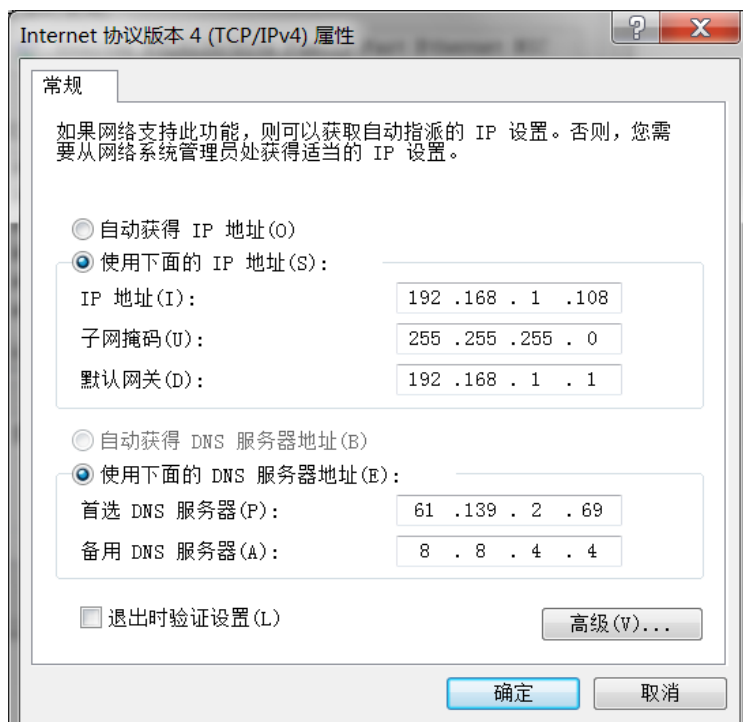 Internet 协议版本 4 (TCP/IPv4) 属性
常规
如果网络支持此功能，则可以获取自动指派的 IP 设置。否则，您需
要从网络系统管理员处获得适当的 IP 设置。
自动获得 IP 地址(O)
使用下面的 IP 地址(S):
IP 地址(I): 192 .168 . 1 .108
子网掩码(U): 255 .255 .255 . 0
默认网关(D): 192 .168 . 1 . 1
自动获得 DNS 服务器地址(B)
使用下面的 DNS 服务器地址(E):
首选 DNS 服务器(P): 61 .139 . 2 . 69
备用 DNS 服务器(A): 8 . 8 . 4 . 4
退出时验证设置(L)
高级(V)...
确定 取消